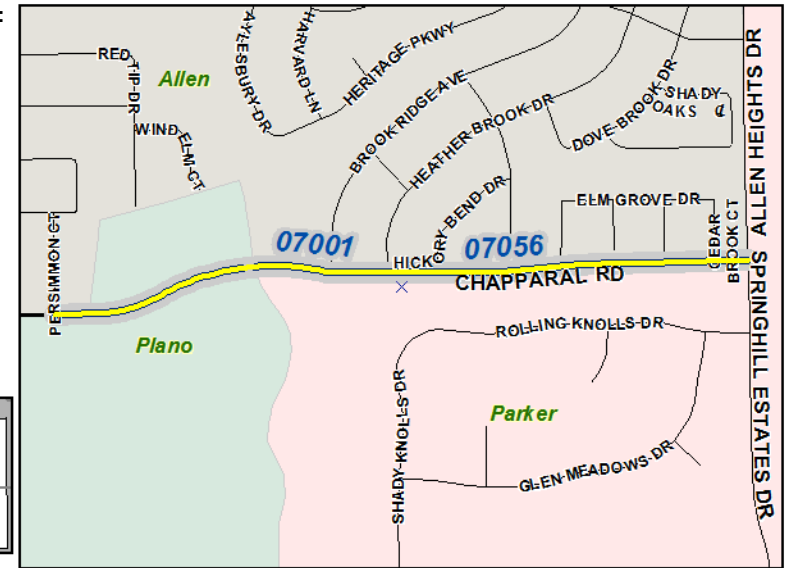 RED
TIP DR
Allen
WIND
ELM CT
AYLESBURY DR
HARVARD LN
HERITAGE PKWY
BROOK RIDGE AVE
HEATHER BROOK DR
DOVE BROOK DR
SHADY
OAKS
ALLEN HEIGHTS DR
PERSIMMON CT
07001
HICK
ORY BEND DR
07056
ELM GROVE DR
CEDAR
BROOK CT
CHAPPARAL RD
Plano
ROLLING KNOLLS DR
SHADY KNOLLS DR
Parker
GLEN MEADOWS DR
SPRINGHILL ESTATES DR